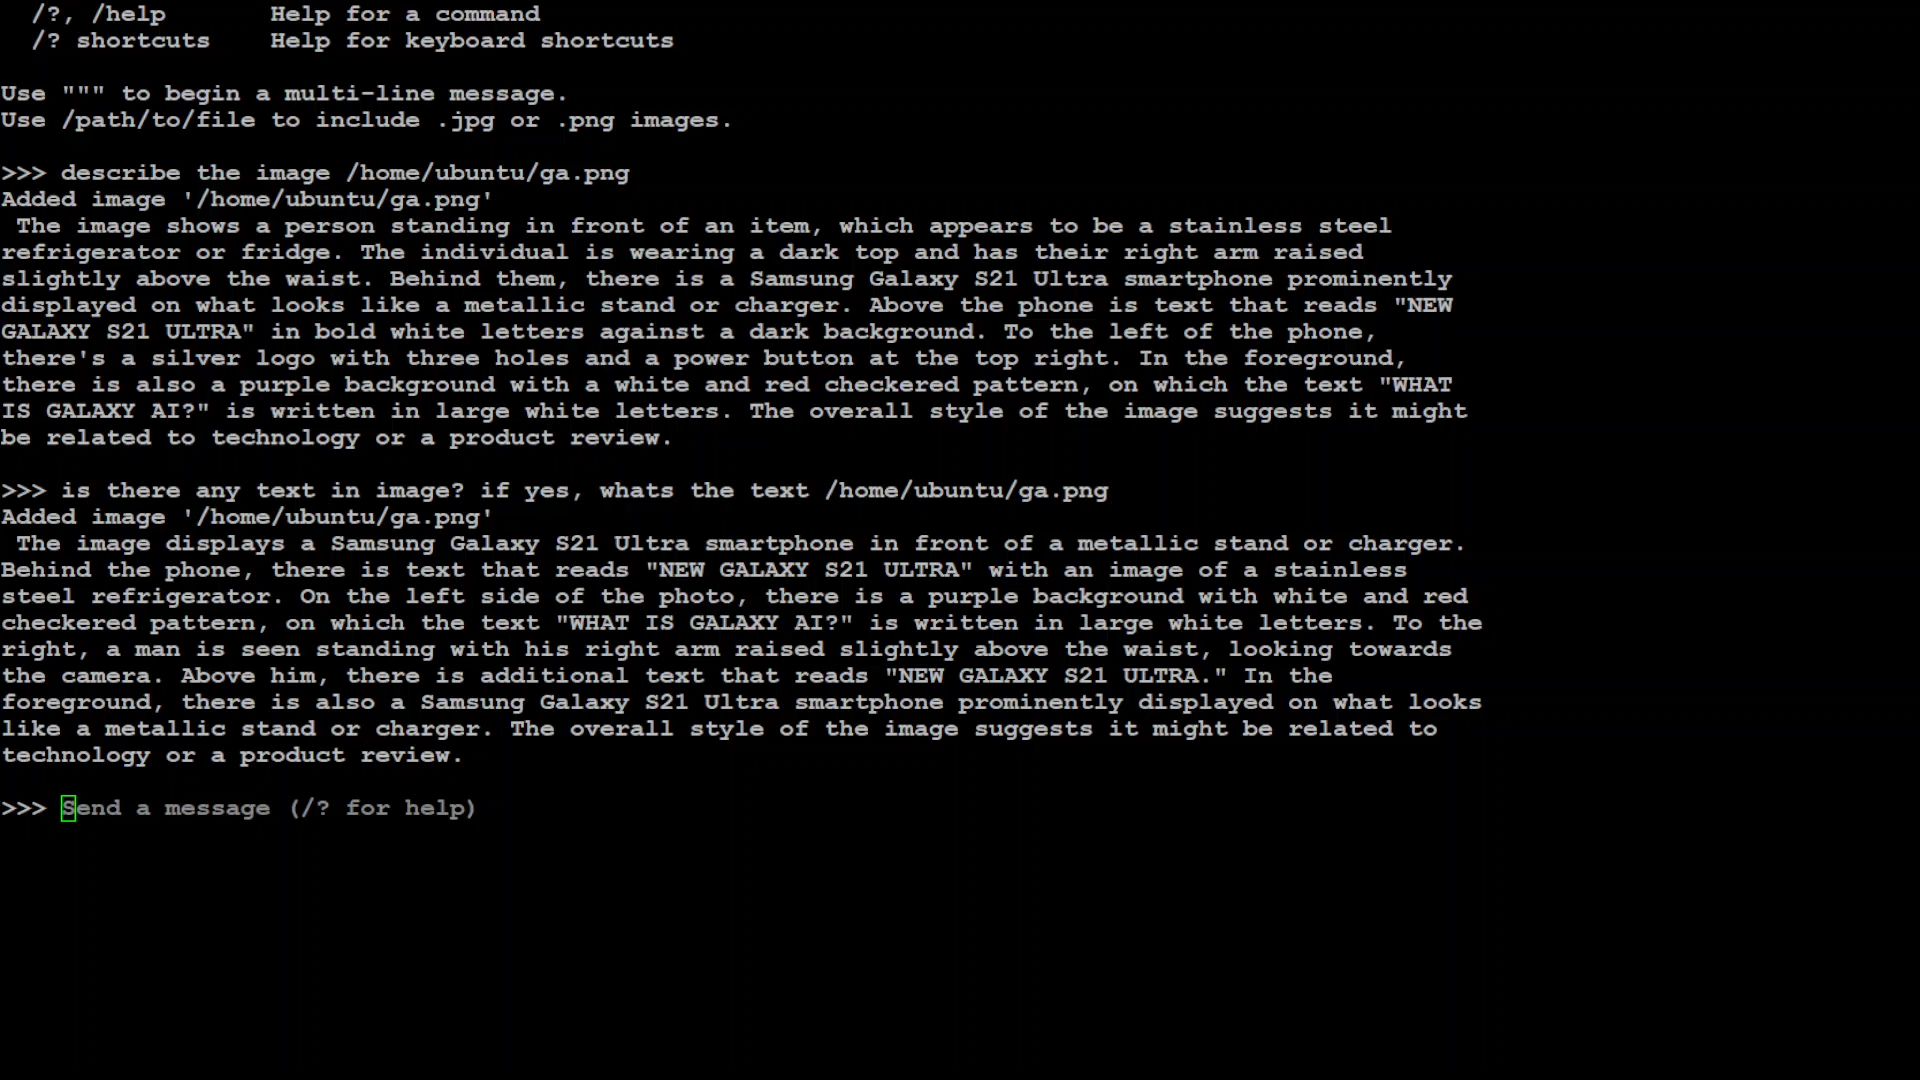 /?, /help       Help for a command
/? shortcuts    Help for keyboard shortcuts
Use """ to begin a multi-line message.
Use /path/to/file to include .jpg or .png images.
>>> describe the image /home/ubuntu/ga.png
Added image '/home/ubuntu/ga.png'
The image shows a person standing in front of an item, which appears to be a stainless steel
refrigerator or fridge. The individual is wearing a dark top and has their right arm raised
slightly above the waist. Behind them, there is a Samsung Galaxy S21 Ultra smartphone prominently
displayed on what looks like a metallic stand or charger. Above the phone is text that reads "NEW
GALAXY S21 ULTRA" in bold white letters against a dark background. To the left of the phone,
there's a silver logo with three holes and a power button at the top right. In the foreground,
there is also a purple background with a white and red checkered pattern, on which the text "WHAT
IS GALAXY AI?" is written in large white letters. The overall style of the image suggests it might
be related to technology or a product review.
>>> is there any text in image? if yes, whats the text /home/ubuntu/ga.png
Added image '/home/ubuntu/ga.png'
The image displays a Samsung Galaxy S21 Ultra smartphone in front of a metallic stand or charger.
Behind the phone, there is text that reads "NEW GALAXY S21 ULTRA" with an image of a stainless
steel refrigerator. On the left side of the photo, there is a purple background with white and red
checkered pattern, on which the text "WHAT IS GALAXY AI?" is written in large white letters. To the
right, a man is seen standing with his right arm raised slightly above the waist, looking towards
the camera. Above him, there is additional text that reads "NEW GALAXY S21 ULTRA." In the
foreground, there is also a Samsung Galaxy S21 Ultra smartphone prominently displayed on what looks
like a metallic stand or charger. The overall style of the image suggests it might be related to
technology or a product review.
>>> Send a message (/? for help)